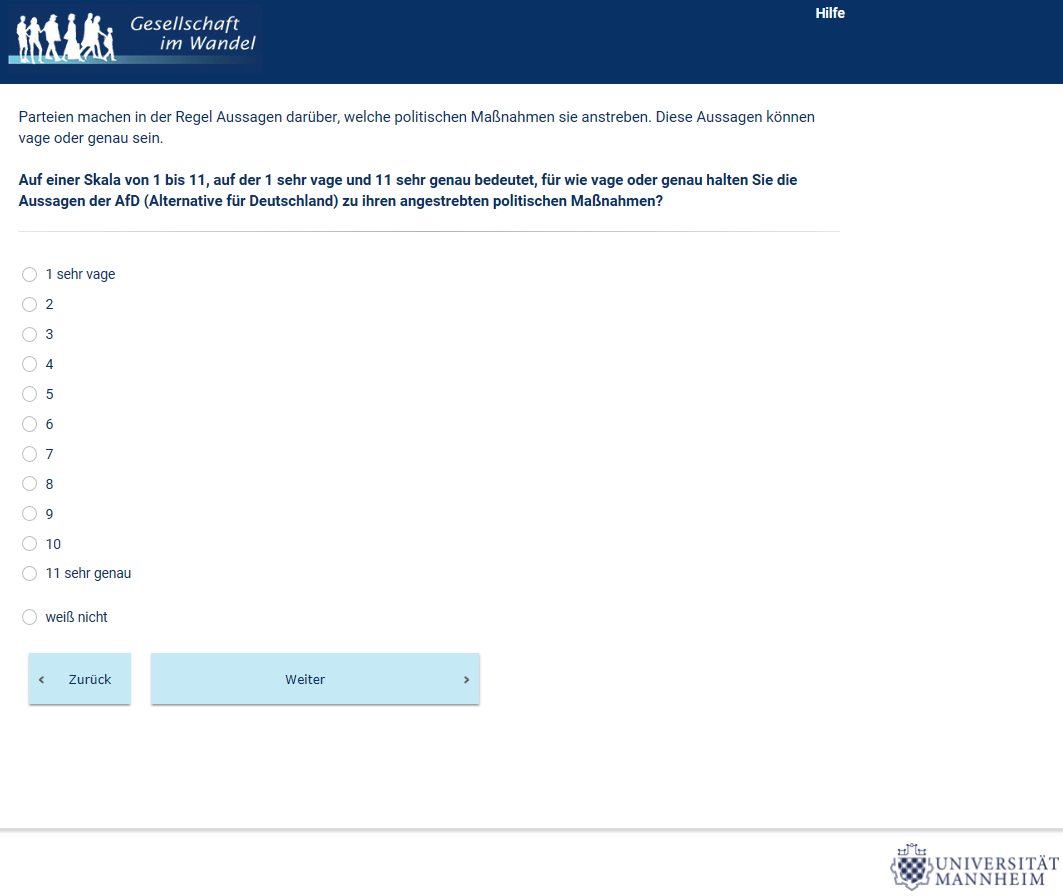 Gesellschaft
im Wandel
Hilfe
Parteien machen in der Regel Aussagen darüber, welche politischen Maßnahmen sie anstreben. Diese Aussagen können
vage oder genau sein.
Auf einer Skala von 1 bis 11, auf der 1 sehr vage und 11 sehr genau bedeutet, für wie vage oder genau halten Sie die
Aussagen der AfD (Alternative für Deutschland) zu ihren angestrebten politischen Maßnahmen?
1 sehr vage
2
3
4
5
6
7
8
9
10
11 sehr genau
weiß nicht
‹ Zurück
Weiter ›
UNIVERSITÄT
MANNHEIM